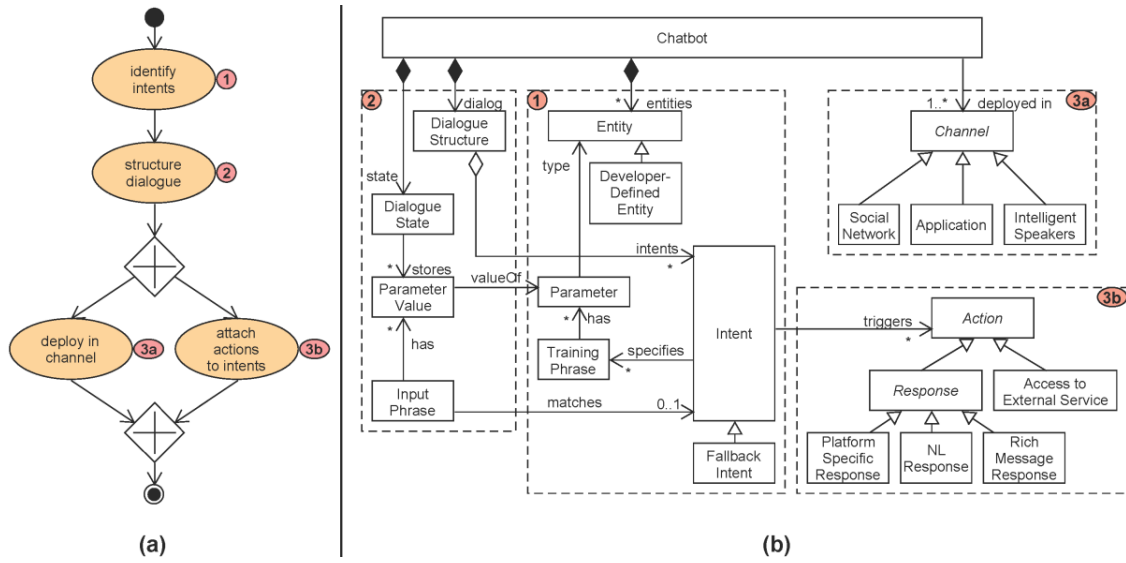 identify
intents
1
structure
dialogue
2
deploy in
channel
3a
attach
actions
to intents
3b
(a)
Chatbot
2
dialog
Dialogue
Structure
state
Dialogue
State
* stores
Parameter
Value
*
has
Input
Phrase
valueOf
matches
0..1
1
* entities
Entity
type
Developer-
Defined
Entity
intents
*
Parameter
* has
Training
Phrase
specifies
*
Intent
Fallback
Intent
3a
1..* deployed in
Channel
Social
Network
Application
Intelligent
Speakers
3b
triggers
*
Action
Response
Access to
External Service
Platform
Specific
Response
NL
Response
Rich
Message
Response
(b)